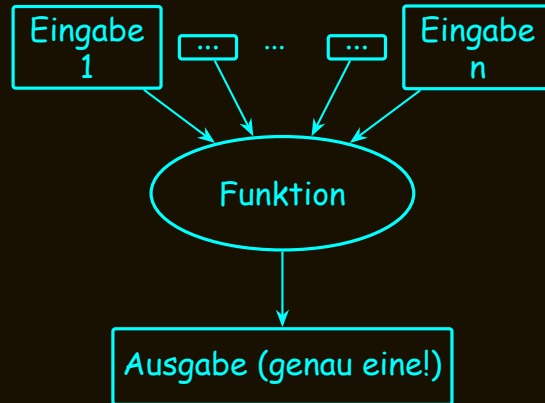 Eingabe
1
...
...
...
Eingabe
n
Funktion
Ausgabe (genau eine!)